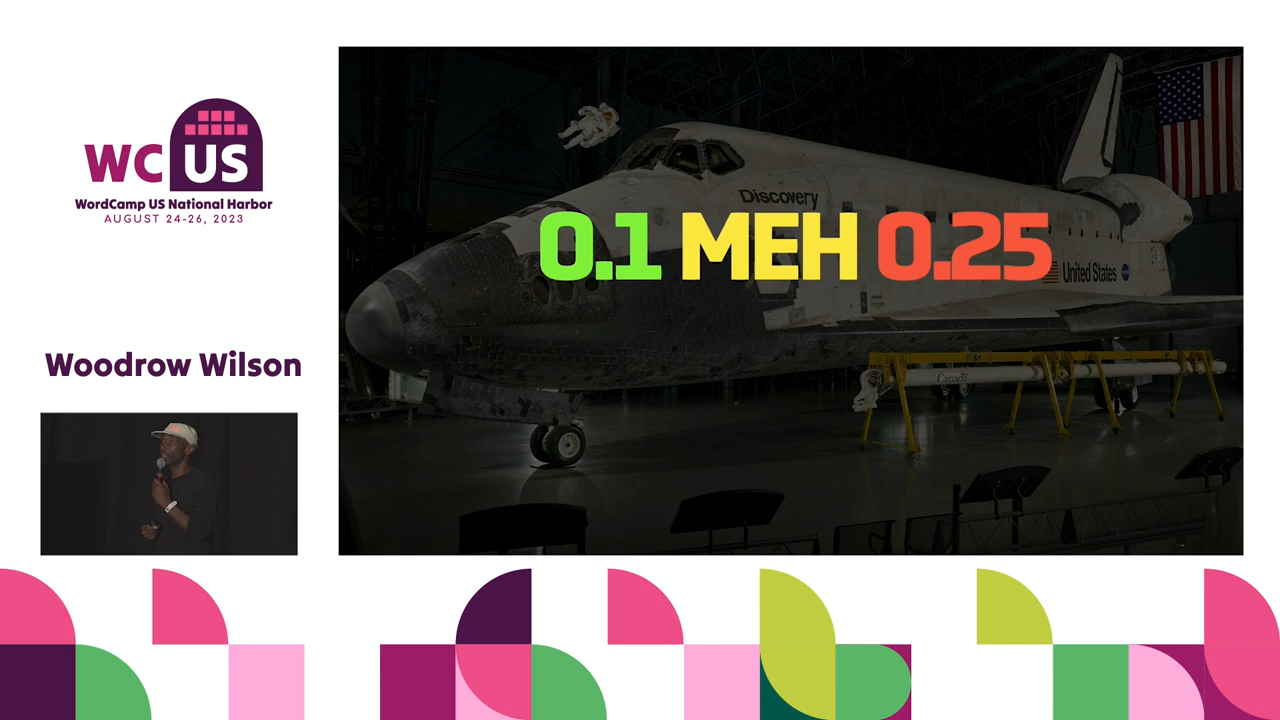 WC US
WordCamp US National Harbor
AUGUST 24-26, 2023
Discovery
0.1 MEH 0.25
United States
Woodrow Wilson
Canada